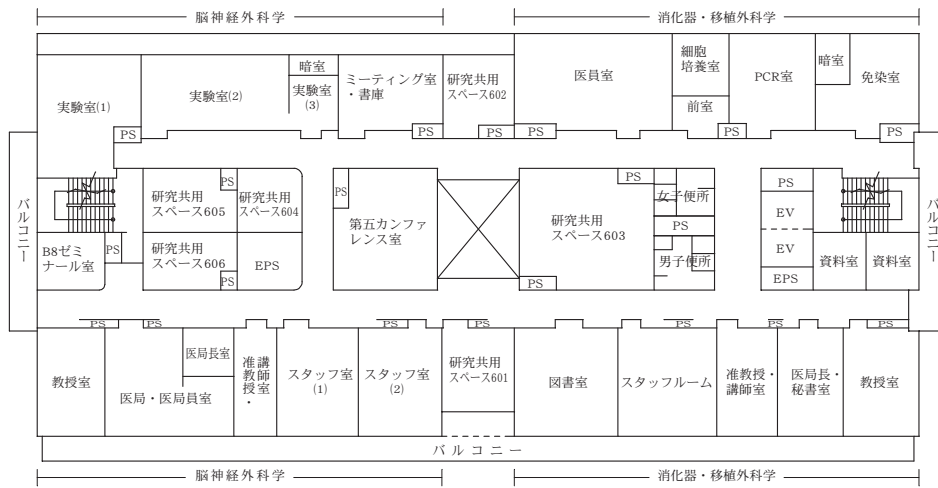 脳神経外科学
消化器・移植外科学
実験室(1)
実験室(2)
暗室
実験室
(3)
ミーティング室
・書庫
研究共用
スペース602
医員室
細胞
培養室
前室
PCR室
暗室
免染室
PS
PS
PS
PS
PS
PS
バルコニー
バルコニー
研究共用
スペース605
PS
研究共用
スペース604
PS
第五カンファ
レンス室
研究共用
スペース603
PS
女子便所
PS
男子便所
PS
EV
EV
EPS
B8ゼミ
ナール室
PS
研究共用
スペース606
PS
EPS
PS
資料室
資料室
PS
PS
PS
PS
PS
PS
PS
教授室
医局長室
医局・医局員室
准教授・
講師室
スタッフ室
(1)
スタッフ室
(2)
研究共用
スペース601
図書室
スタッフルーム
准教授・
講師室
医局長・
秘書室
教授室
バルコニー
脳神経外科学
消化器・移植外科学